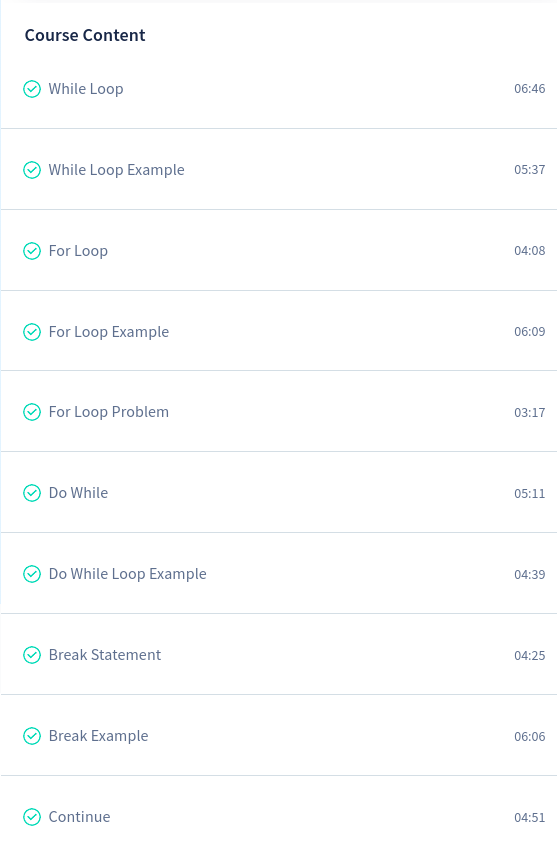 Course Content
While Loop 06:46
While Loop Example 05:37
For Loop 04:08
For Loop Example 06:09
For Loop Problem 03:17
Do While 05:11
Do While Loop Example 04:39
Break Statement 04:25
Break Example 06:06
Continue 04:51